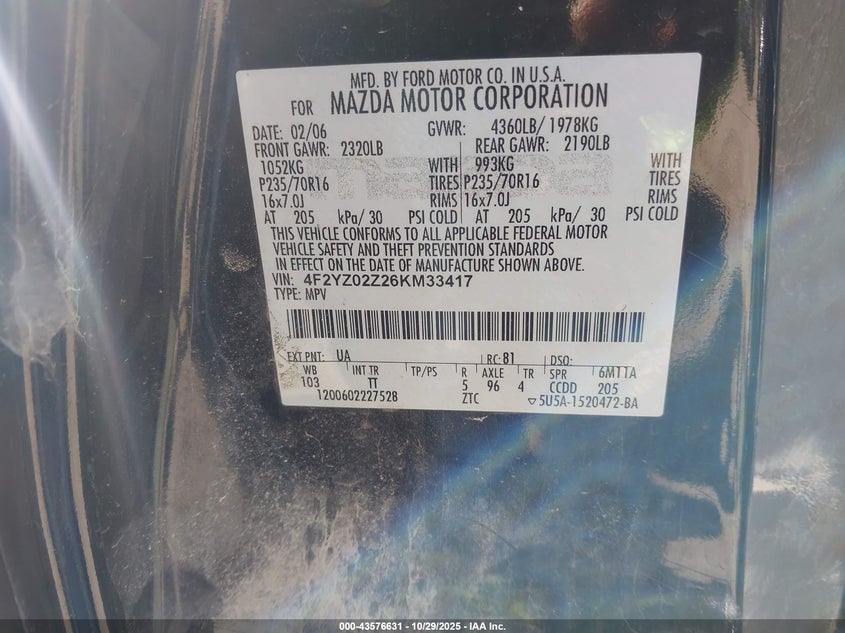 MFD. BY FORD MOTOR CO. IN U.S.A.
FOR MAZDA MOTOR CORPORATION
DATE: 02/06 GVWR: 4360LB/ 1978KG
FRONT GAWR: 2320LB REAR GAWR: 2190LB
1052KG WITH 993KG WITH
P235/70R16 TIRES P235/70R16 TIRES
16x7.0J RIMS 16x7.0J RIMS
AT 205 kPa/ 30 PSI COLD AT 205 kPa/ 30 PSI COLD
THIS VEHICLE CONFORMS TO ALL APPLICABLE FEDERAL MOTOR
VEHICLE SAFETY AND THEFT PREVENTION STANDARDS
IN EFFECT ON THE DATE OF MANUFACTURE SHOWN ABOVE.
VIN: 4F2YZ02Z26KM33417
TYPE: MPV
EXT PNT: UA RC: 81 DSO:
WB INT TR TP/PS R AXLE TR SPR 6MT1A
103 TT 5 96 4 CCDD 205
1200602227528 ZTC ▽5U5A-1520472-BA
000-43576631 - 10/29/2025 - IAA Inc.